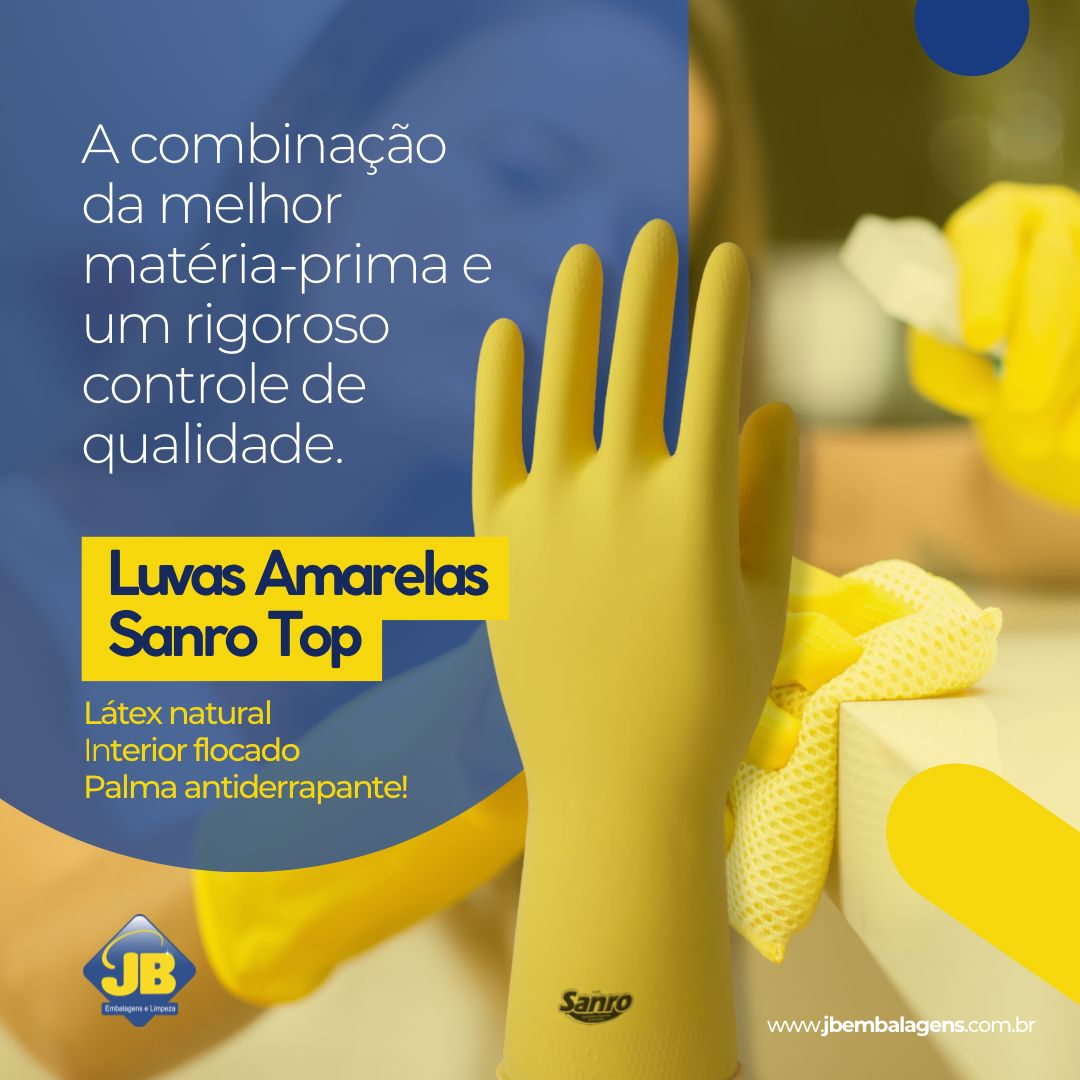 A combinação
da melhor
matéria-prima e
um rigoroso
controle de
qualidade.
Luvas Amarelas
Sanro Top
Látex natural
Interior flocado
Palma antiderrapante!
JB
Embalagens e Limpeza
Sanro
www.jbembalagens.com.br